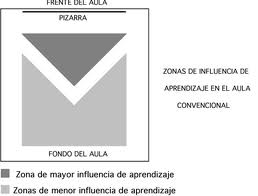 FRENTE DEL AULA
PIZARRA
ZONAS DE INFLUENCIA DE
APRENDIZAJE EN EL AULA
CONVENCIONAL
FONDO DEL AULA
Zona de mayor influencia de aprendizaje
Zonas de menor influencia de aprendizaje